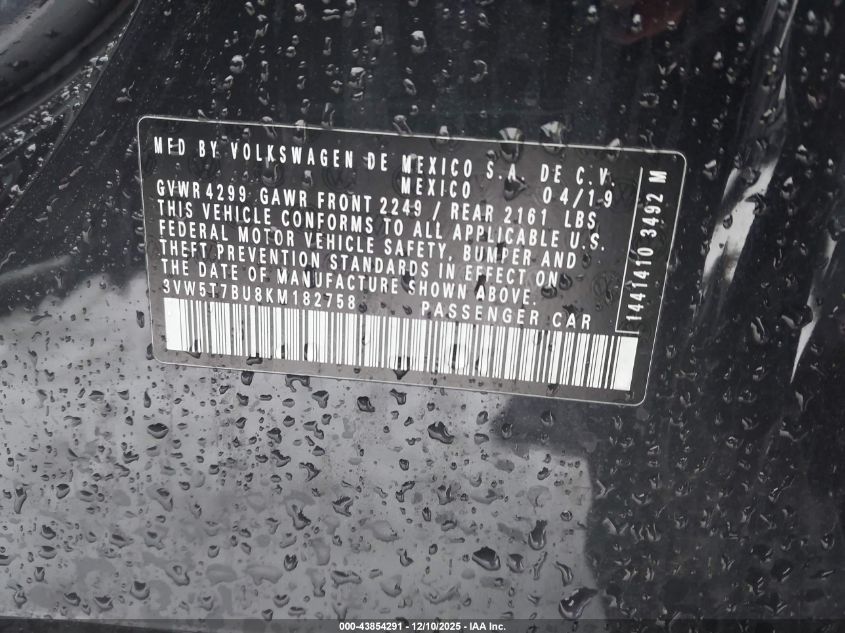 MFD BY VOLKSWAGEN DE MEXICO S.A. DE C.V.
MEXICO 04/19
GVWR 4299 GAWR FRONT 2249 / REAR 2161 LBS
THIS VEHICLE CONFORMS TO ALL APPLICABLE U.S.
FEDERAL MOTOR VEHICLE SAFETY, BUMPER AND
THEFT PREVENTION STANDARDS IN EFFECT ON
THE DATE OF MANUFACTURE SHOWN ABOVE.
3VW5T7BU8KM182758 PASSENGER CAR
1441410 3492 M
000-43854291 - 12/10/2025 - IAA Inc.